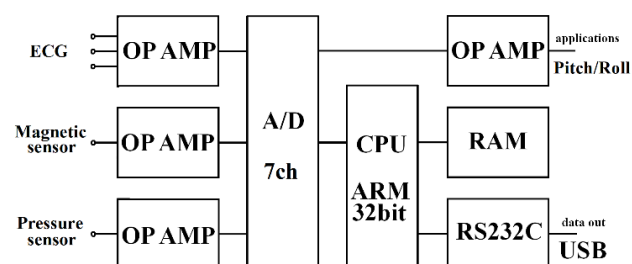 ECG
OP AMP
OP AMP
applications
Pitch/Roll
Magnetic
sensor
OP AMP
A/D
7ch
CPU
ARM
32bit
RAM
Pressure
sensor
OP AMP
RS232C
data out
USB